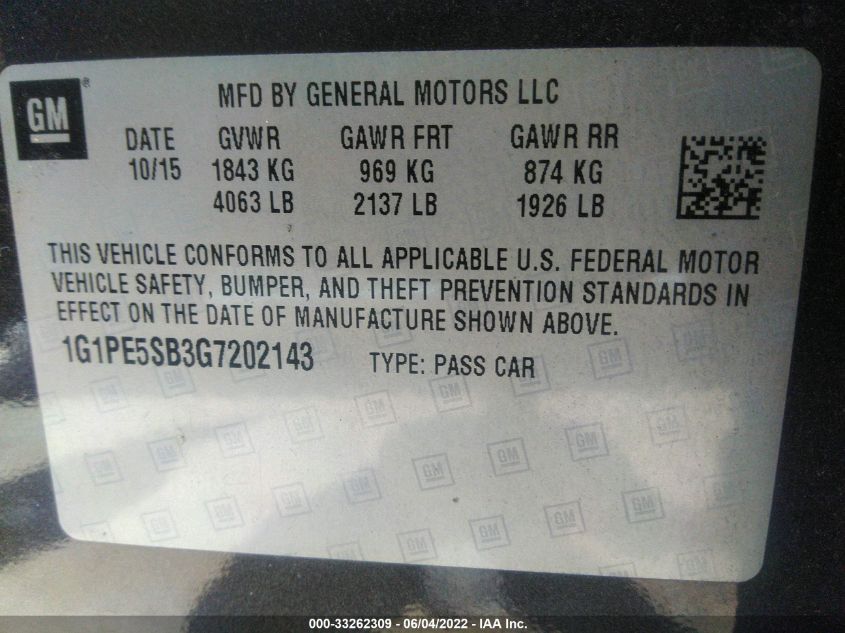 GM
MFD BY GENERAL MOTORS LLC
DATE GVWR GAWR FRT GAWR RR
10/15 1843 KG 969 KG 874 KG
4063 LB 2137 LB 1926 LB
THIS VEHICLE CONFORMS TO ALL APPLICABLE U.S. FEDERAL MOTOR
VEHICLE SAFETY, BUMPER, AND THEFT PREVENTION STANDARDS IN
EFFECT ON THE DATE OF MANUFACTURE SHOWN ABOVE.
1G1PE5SB3G7202143 TYPE: PASS CAR
000-33262309 - 06/04/2022 - IAA Inc.